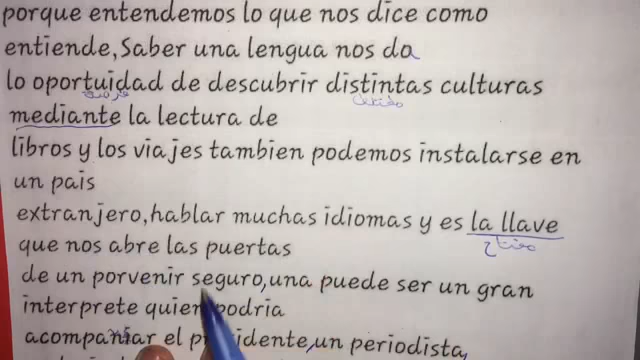 porque entendemos lo que nos dice como
entiende,Saber una lengua nos da
lo oportuidad de descubrir distintas culturas
mediante la lectura de
libros y los viajes tambien podemos instalarse en
un pais
extranjero,hablar muchas idiomas y es la llave
مفتاح
que nos abre las puertas
de un porvenir seguro,una puede ser un gran
interprete quien podria
acompañar el presidente,un periodista,